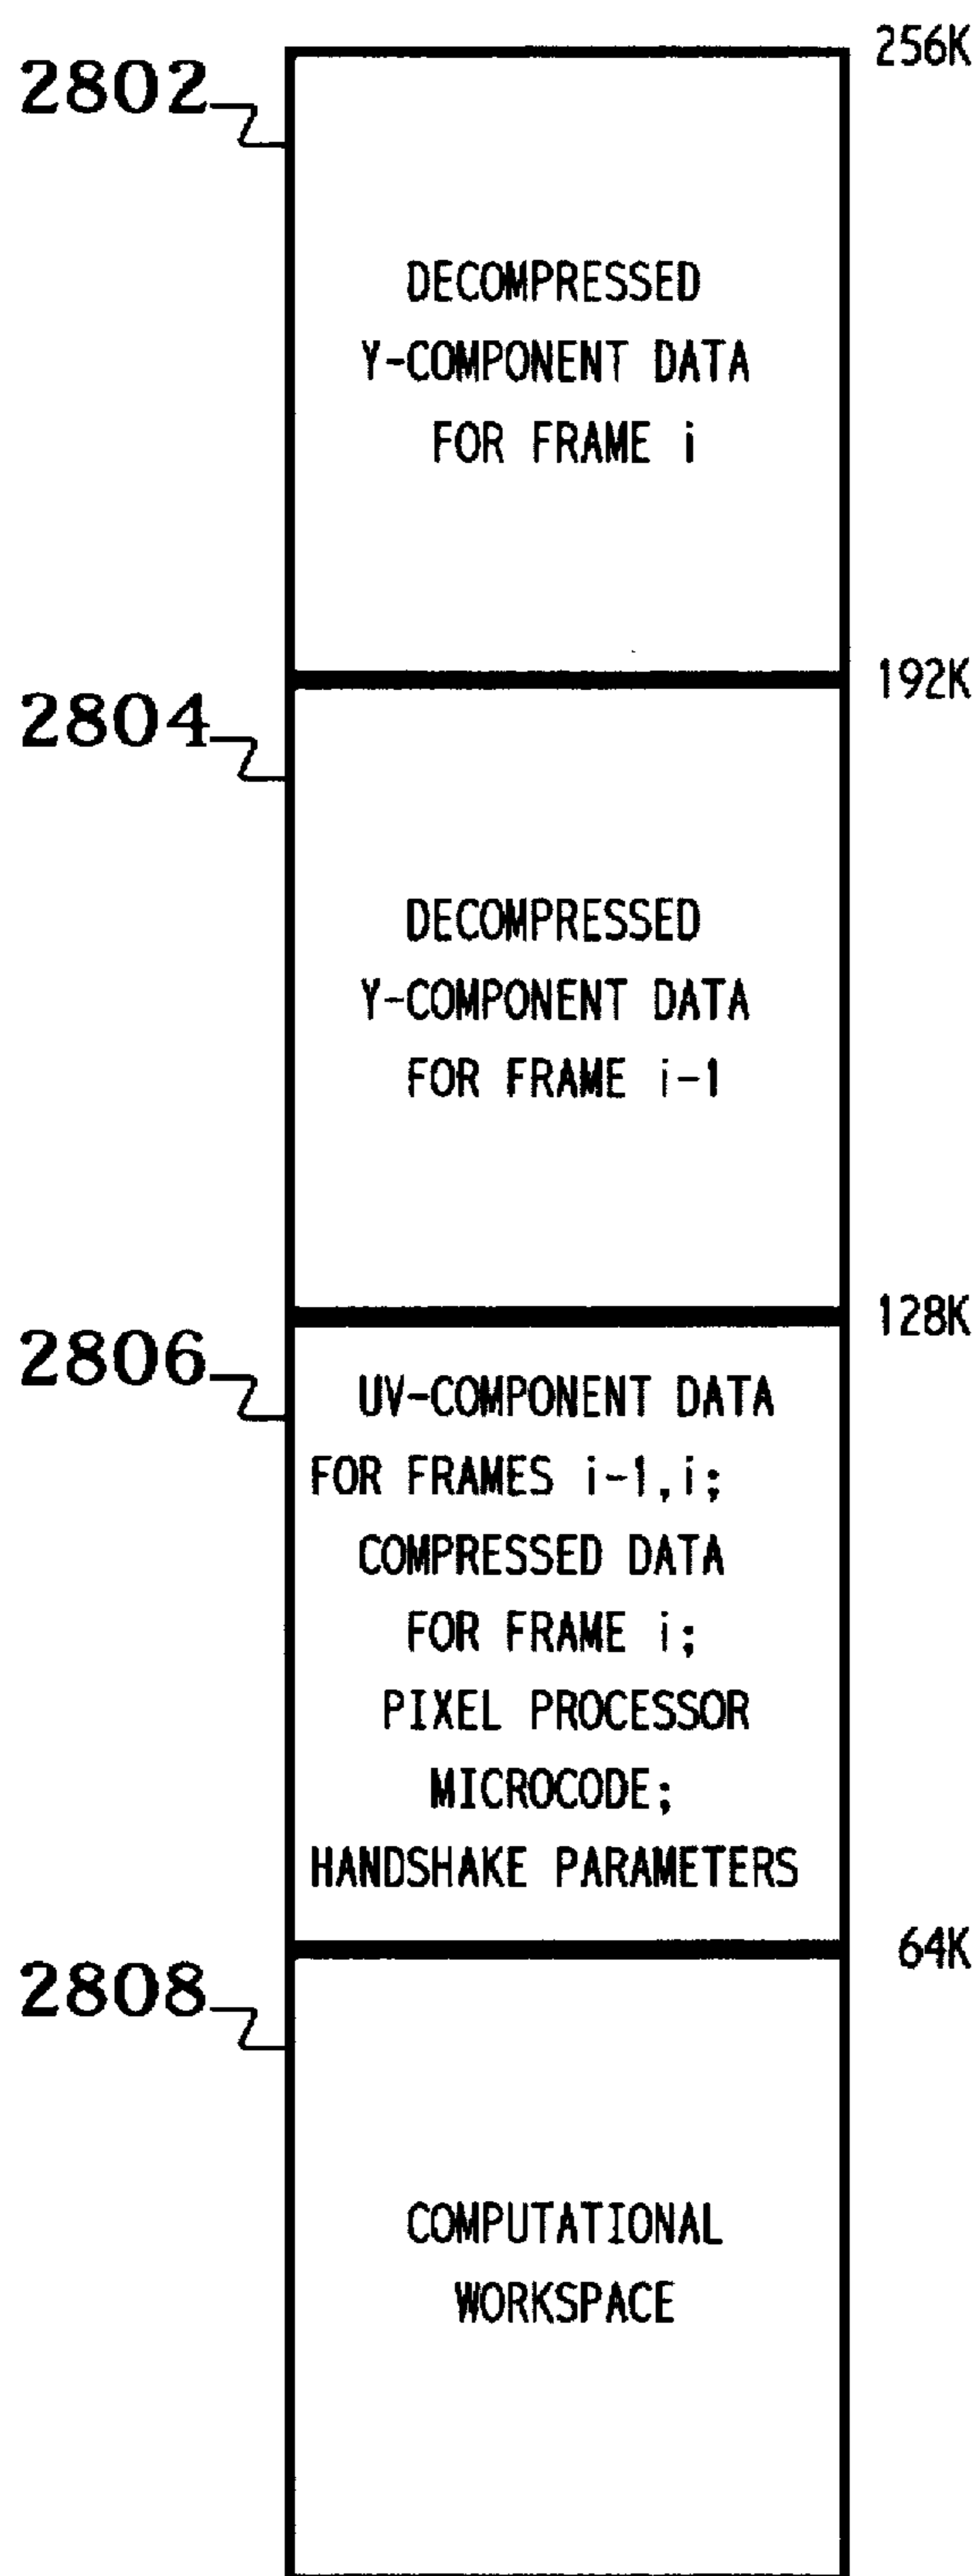 256K
2802
DECOMPRESSED
Y-COMPONENT DATA
FOR FRAME i
192K
2804
DECOMPRESSED
Y-COMPONENT DATA
FOR FRAME i-1
128K
2806
UV-COMPONENT DATA
FOR FRAMES i-1,i;
COMPRESSED DATA
FOR FRAME i;
PIXEL PROCESSOR
MICROCODE;
HANDSHAKE PARAMETERS
64K
2808
COMPUTATIONAL
WORKSPACE